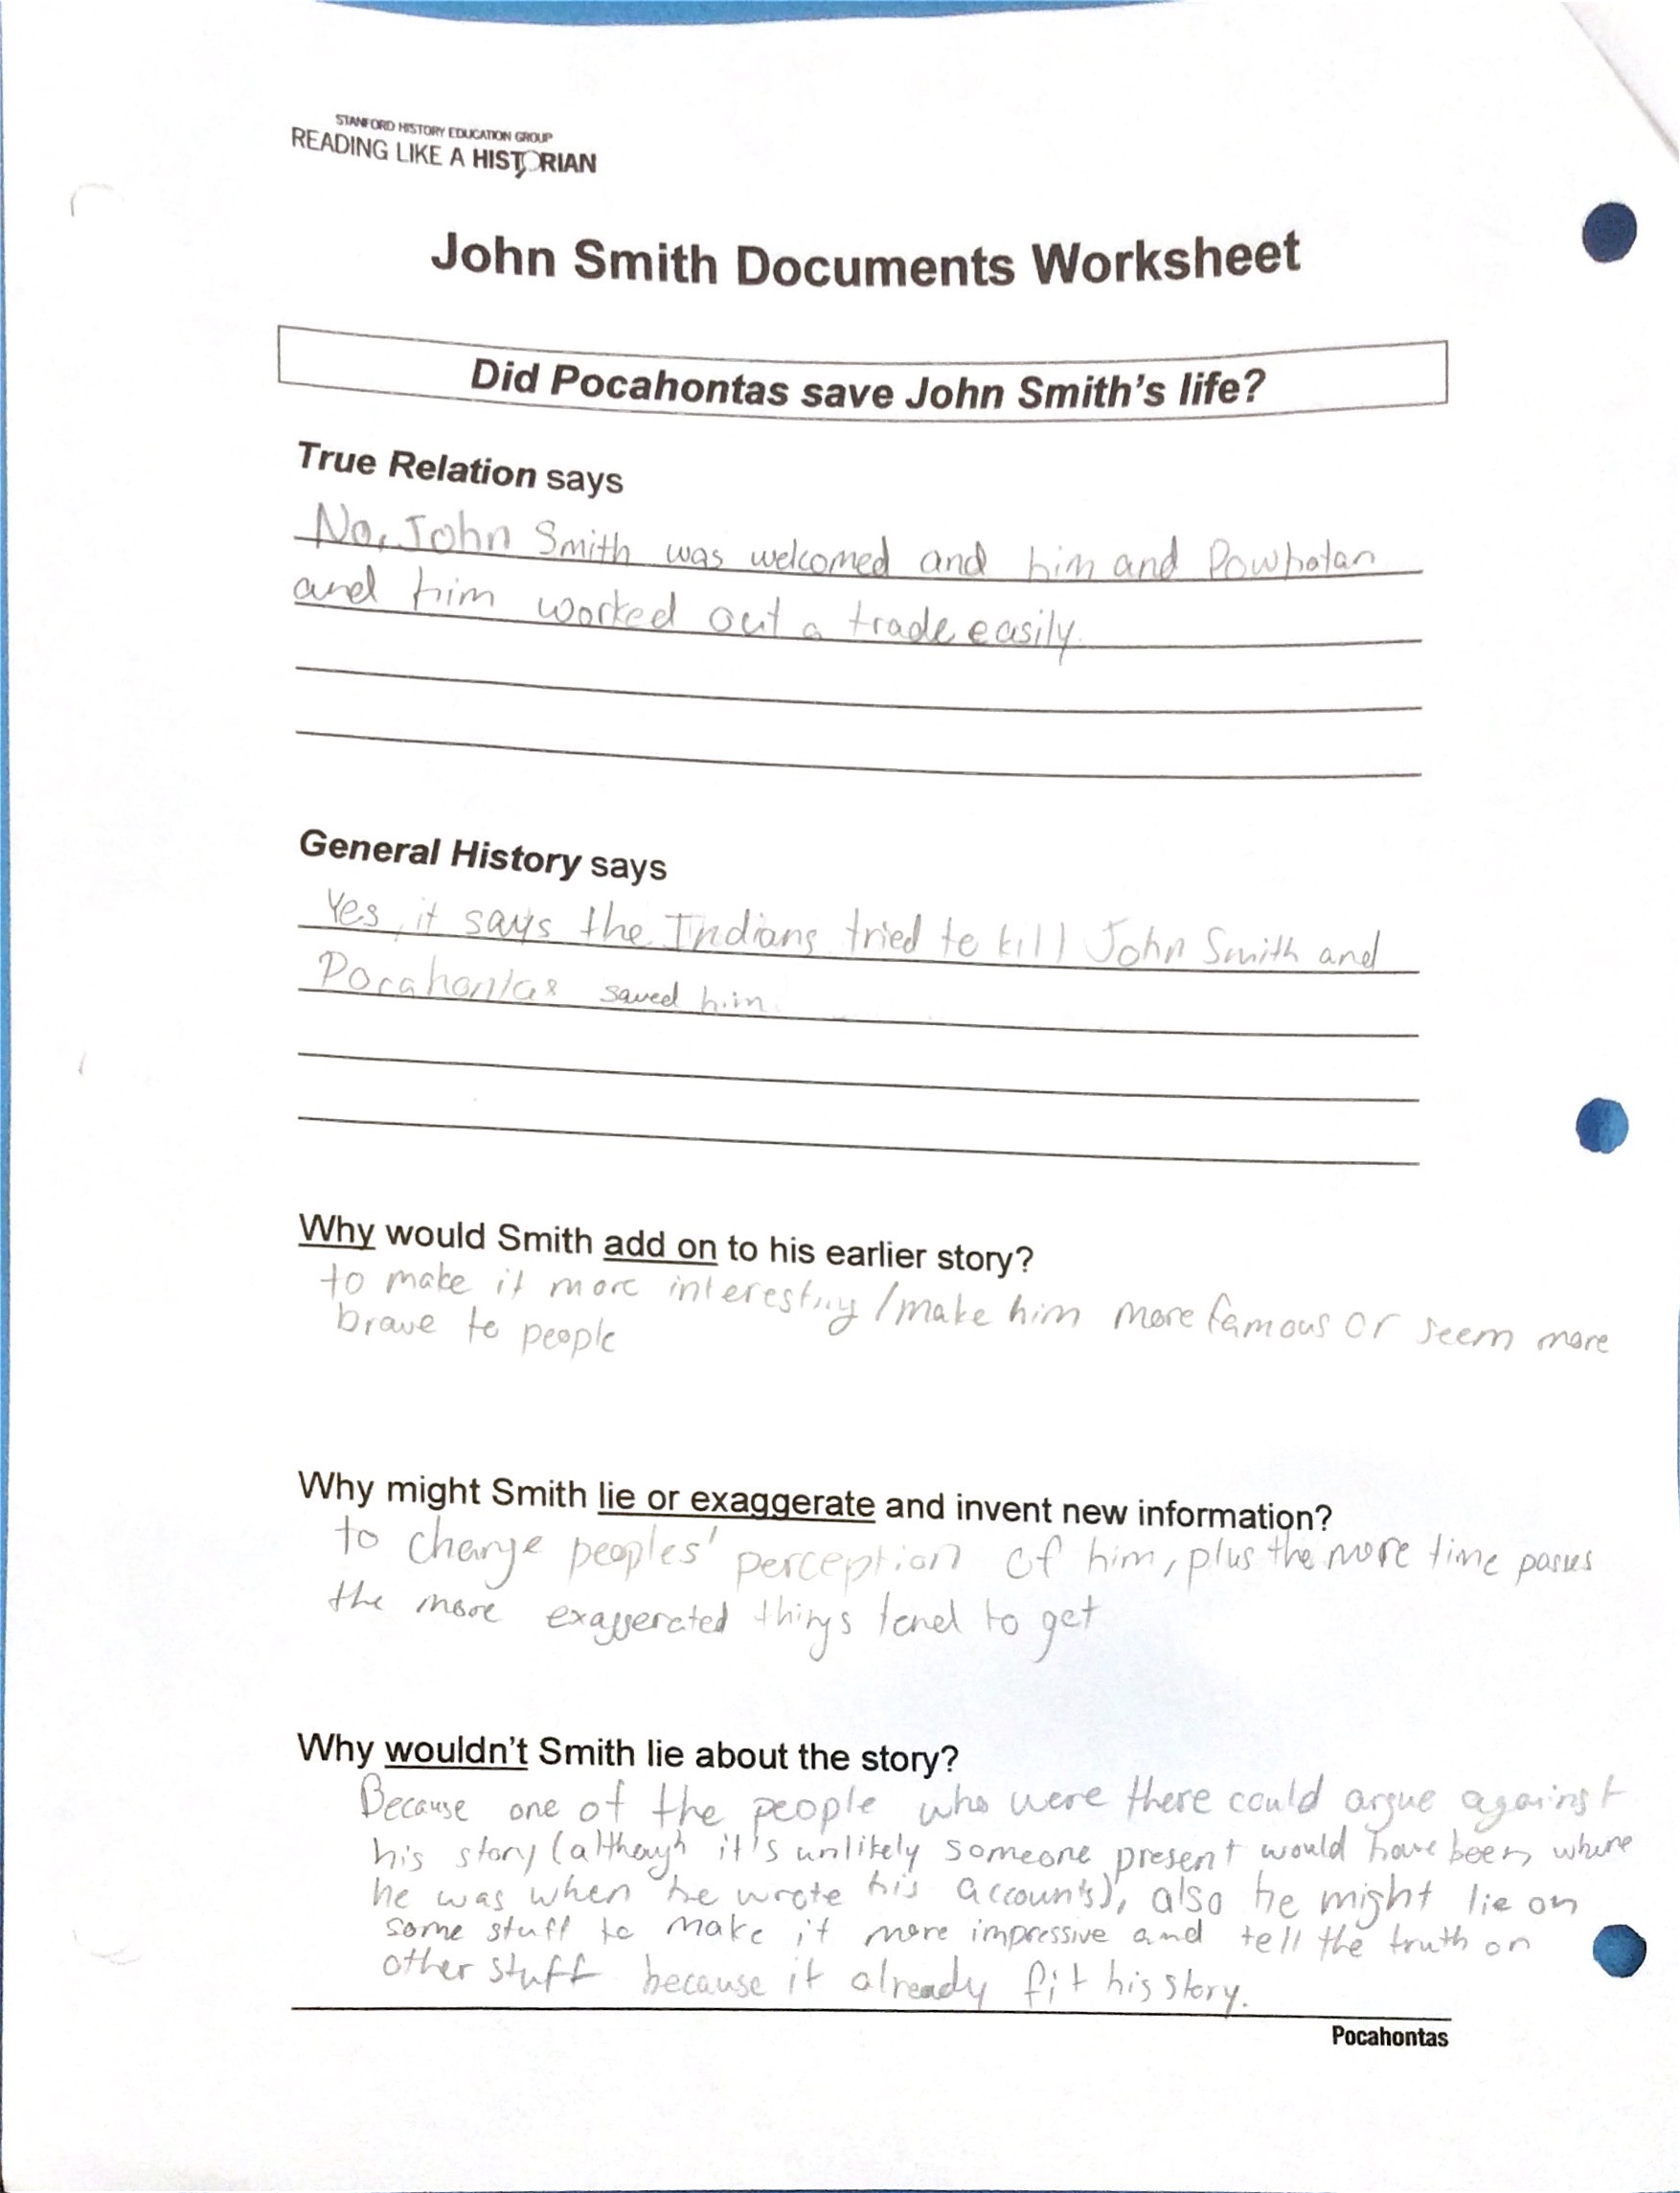 STANFORD HISTORY EDUCATION GROUP
READING LIKE A HISTORIAN
John Smith Documents Worksheet
Did Pocahontas save John Smith's life?
True Relation says
No, John Smith was welcomed and him and Powhatan
and him worked out a trade easily.
General History says
Yes, it says the Indians tried to kill John Smith and
Pocahontas saved him.
Why would Smith add on to his earlier story?
to make it more interesting / make him more famous or seem more
brave to people
Why might Smith lie or exaggerate and invent new information?
to change peoples' perception of him, plus the more time passes
the more exaggerated things tend to get
Why wouldn't Smith lie about the story?
Because one of the people who were there could argue against
his story (although it's unlikely someone present would have been where
he was when he wrote his accounts), also he might lie on
some stuff to make it more impressive and tell the truth on
other stuff because it already fit his story.
Pocahontas